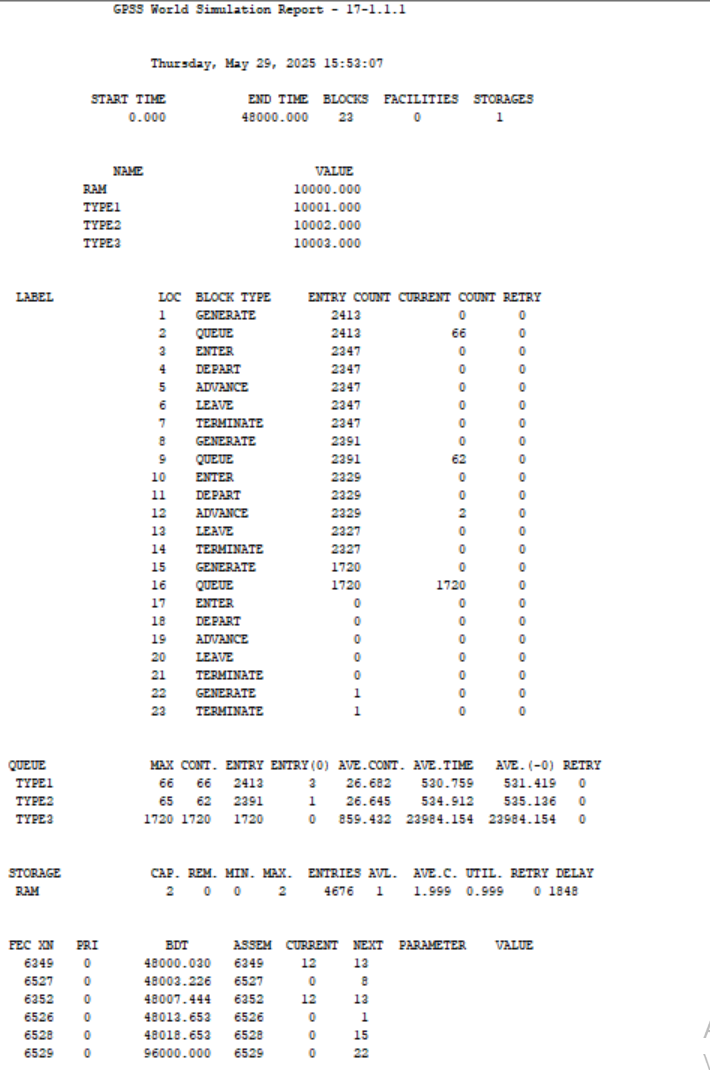 GPSS World Simulation Report - 17-1.1.1
Thursday, May 29, 2025 15:53:07
START TIME END TIME BLOCKS FACILITIES STORAGES
0.000 48000.000 23 0 1
NAME VALUE
RAM 10000.000
TYPE1 10001.000
TYPE2 10002.000
TYPE3 10003.000
LABEL LOC BLOCK TYPE ENTRY COUNT CURRENT COUNT RETRY
1 GENERATE 2413 0 0
2 QUEUE 2413 66 0
3 ENTER 2347 0 0
4 DEPART 2347 0 0
5 ADVANCE 2347 0 0
6 LEAVE 2347 0 0
7 TERMINATE 2347 0 0
8 GENERATE 2391 0 0
9 QUEUE 2391 62 0
10 ENTER 2329 0 0
11 DEPART 2329 0 0
12 ADVANCE 2329 2 0
13 LEAVE 2327 0 0
14 TERMINATE 2327 0 0
15 GENERATE 1720 0 0
16 QUEUE 1720 1720 0
17 ENTER 0 0 0
18 DEPART 0 0 0
19 ADVANCE 0 0 0
20 LEAVE 0 0 0
21 TERMINATE 0 0 0
22 GENERATE 1 0 0
23 TERMINATE 1 0 0
QUEUE MAX CONT. ENTRY ENTRY(0) AVE.CONT. AVE.TIME AVE.(-0) RETRY
TYPE1 66 66 2413 3 26.682 530.759 531.419 0
TYPE2 65 62 2391 1 26.645 534.912 535.136 0
TYPE3 1720 1720 1720 0 859.432 23984.154 23984.154 0
STORAGE CAP. REM. MIN. MAX. ENTRIES AVL. AVE.C. UTIL. RETRY DELAY
RAM 2 0 0 2 4676 1 1.999 0.999 0 1848
FEC XN PRI BDT ASSEM CURRENT NEXT PARAMETER VALUE
6349 0 48000.030 6349 12 13
6527 0 48003.226 6527 0 8
6352 0 48007.444 6352 12 13
6526 0 48013.653 6526 0 1
6528 0 48018.653 6528 0 15
6529 0 96000.000 6529 0 22